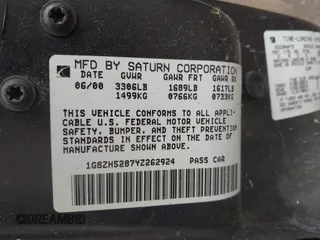 MFD BY SATURN CORPORATION
DATE GVWR GAWR FRT GAWR RR
06/00 3306LB 1689LB 1617LB
1499KG 0766KG 0733KG
THIS VEHICLE CONFORMS TO ALL APPLI-
CABLE U.S. FEDERAL MOTOR VEHICLE
SAFETY, BUMPER, AND THEFT PREVENTION
STANDARDS IN EFFECT ON THE DATE OF
MANUFACTURE SHOWN ABOVE.
1G8ZH5287YZ262924 PASS CAR
TIRE-LOADING
DREAMBID